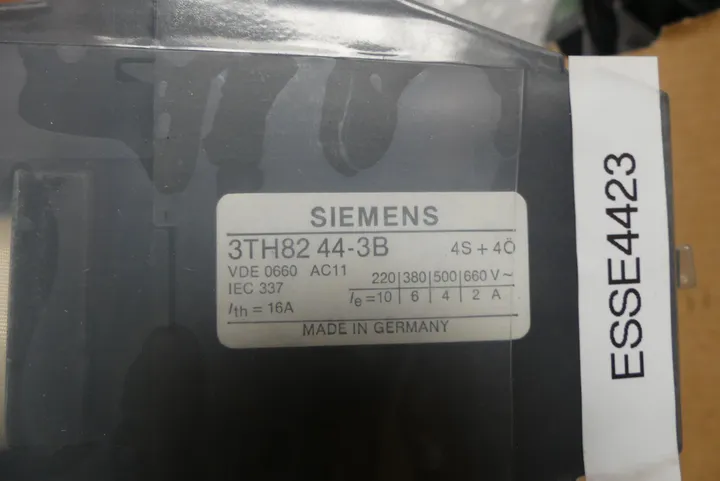 SIEMENS
3TH82 44-3B 4S + 4Ö
VDE 0660 AC11
IEC 337
220|380|500|660 V~
Ie=10| 6 | 4 | 2 A
Ith = 16A
MADE IN GERMANY
ESSE4423